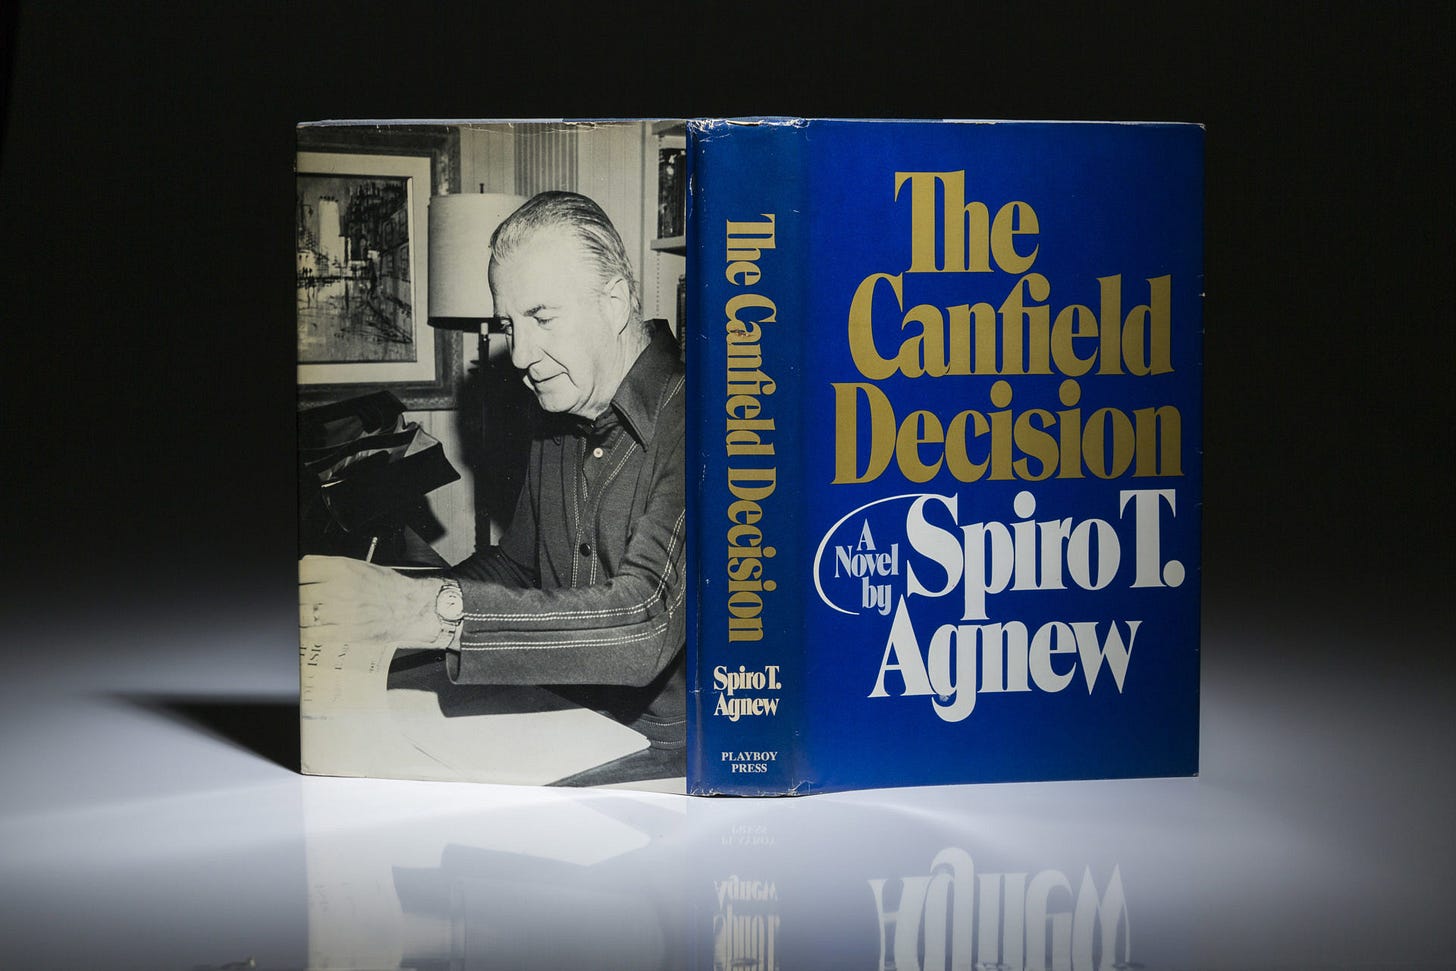 The Canfield Decision
Spiro T.
Agnew
PLAYBOY
PRESS
The
Canfield
Decision
A
Novel
by
Spiro T.
Agnew